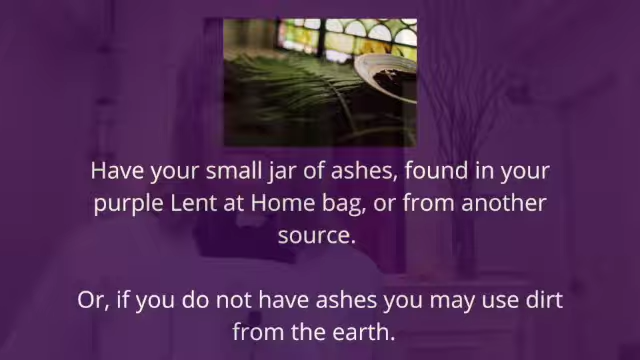 Have your small jar of ashes, found in your
purple Lent at Home bag, or from another
source.
Or, if you do not have ashes you may use dirt
from the earth.